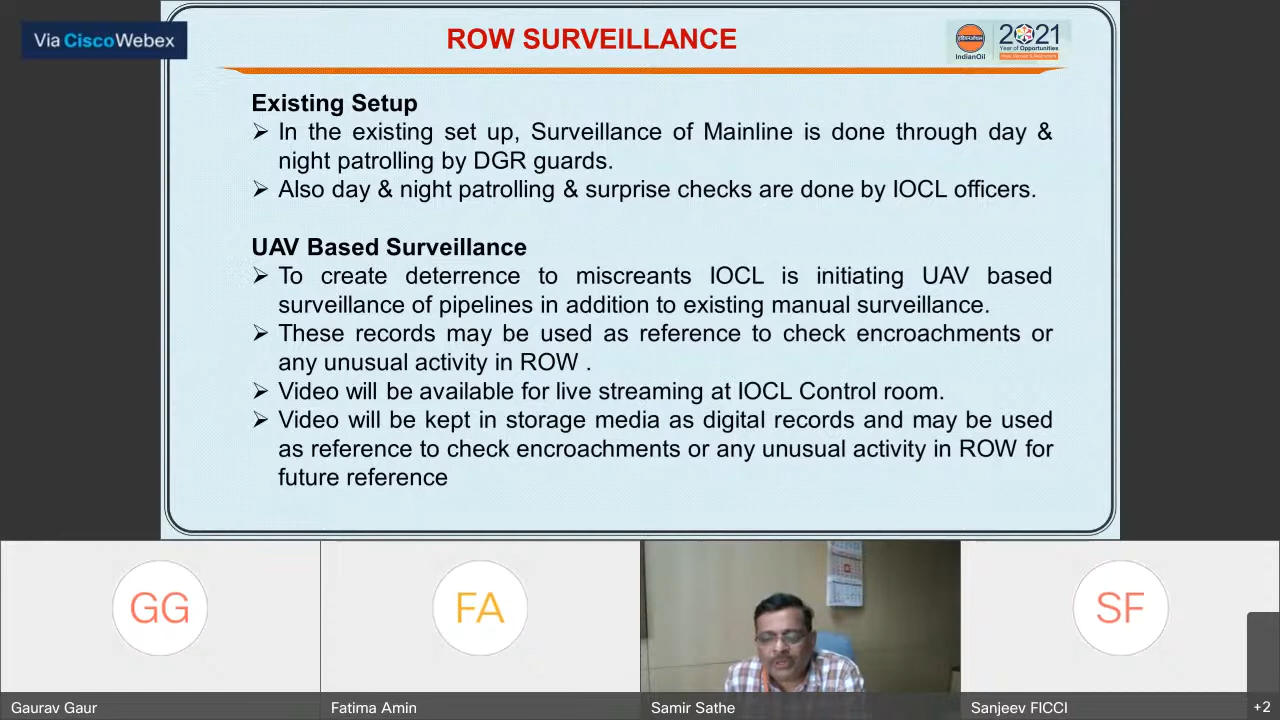 Via Cisco Webex
ROW SURVEILLANCE
IndianOil
2021
Year of Opportunities
Existing Setup
➢ In the existing set up, Surveillance of Mainline is done through day &
night patrolling by DGR guards.
➢ Also day & night patrolling & surprise checks are done by IOCL officers.
UAV Based Surveillance
➢ To create deterrence to miscreants IOCL is initiating UAV based
surveillance of pipelines in addition to existing manual surveillance.
➢ These records may be used as reference to check encroachments or
any unusual activity in ROW .
➢ Video will be available for live streaming at IOCL Control room.
➢ Video will be kept in storage media as digital records and may be used
as reference to check encroachments or any unusual activity in ROW for
future reference
GG
FA
SF
Gaurav Gaur
Fatima Amin
Samir Sathe
Sanjeev FICCI
+2